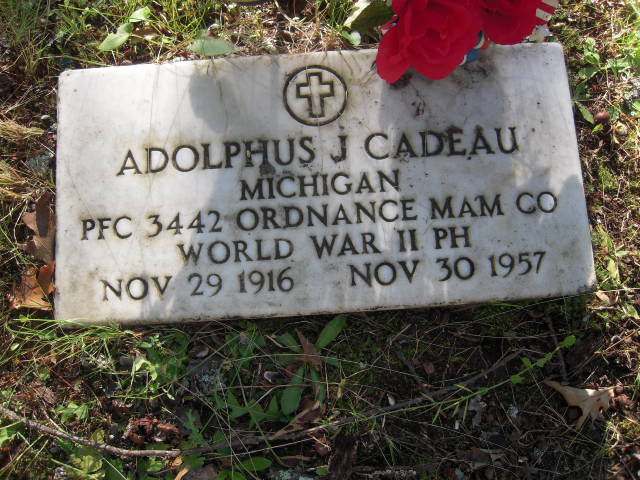 ADOLPHUS J CADEAU
MICHIGAN
PFC 3442 ORDNANCE MAM CO
WORLD WAR II PH
NOV 29 1916 NOV 30 1957